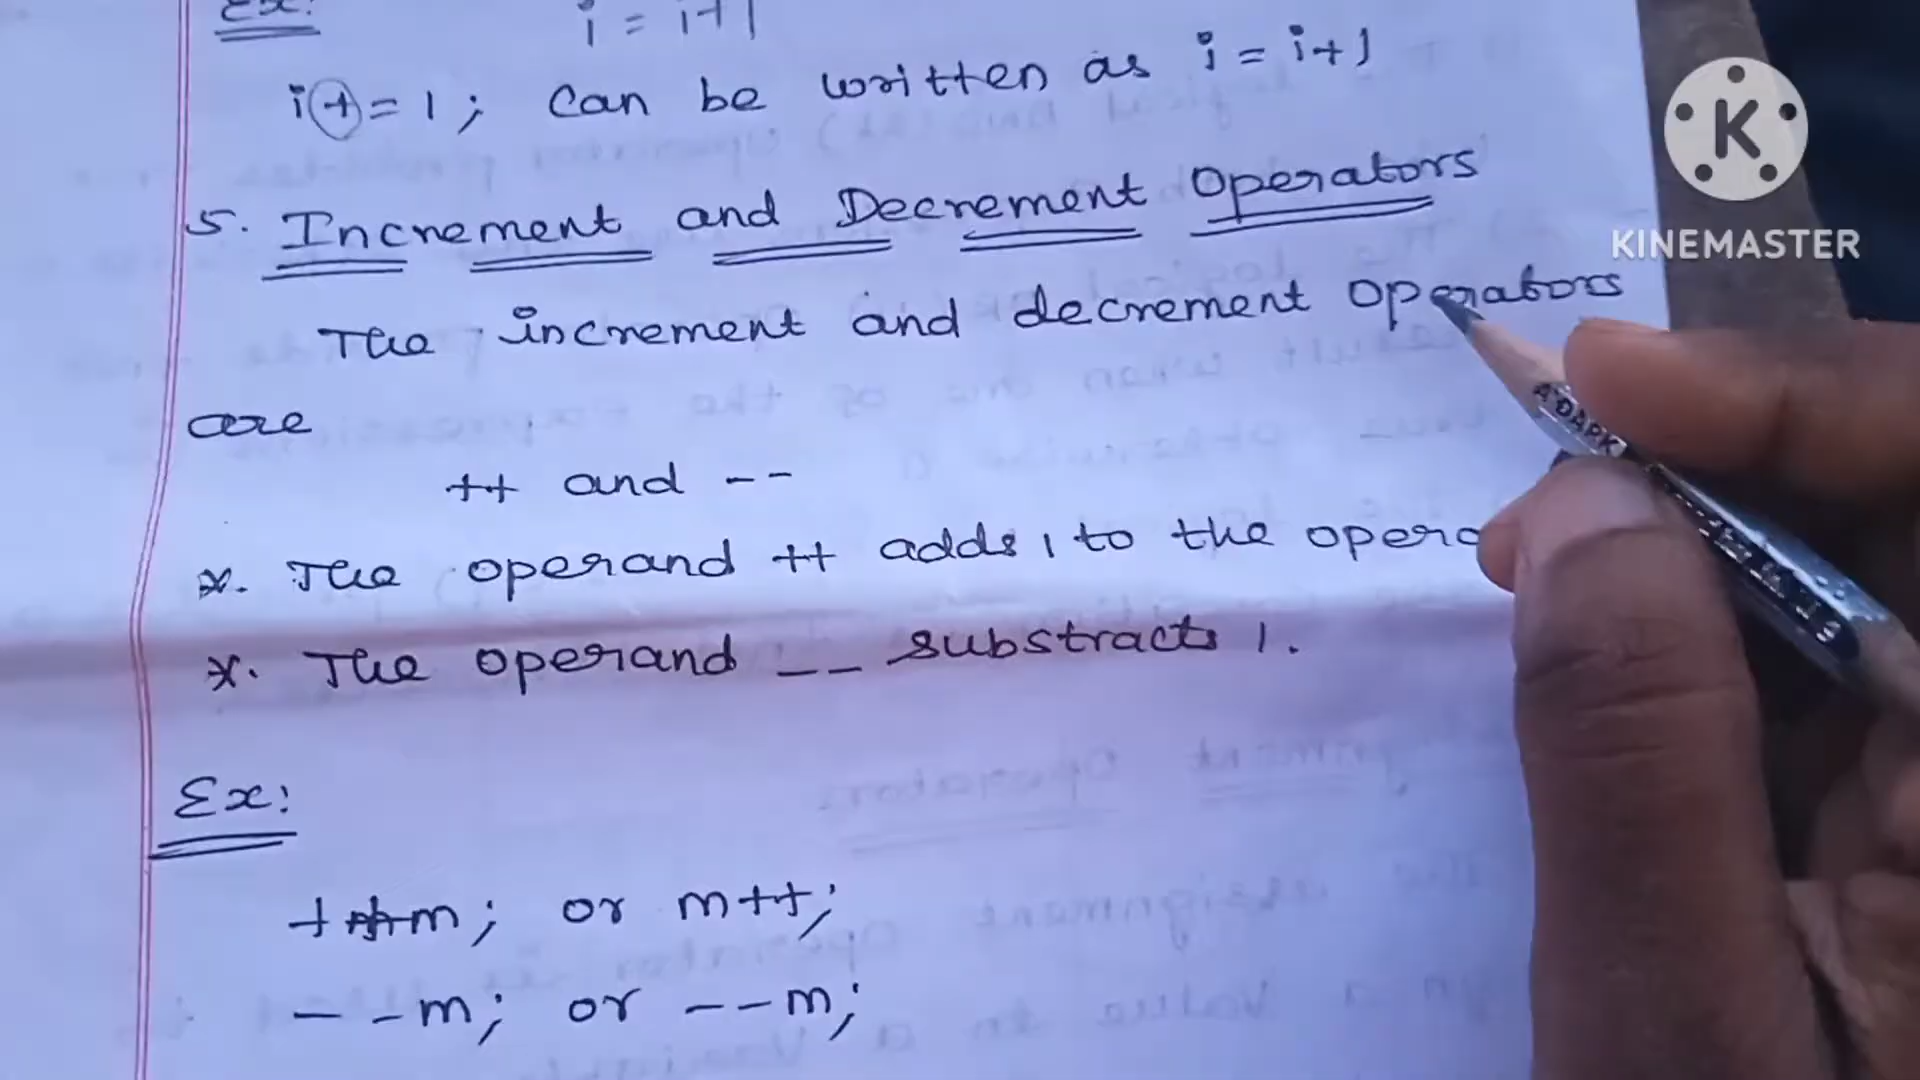 Ex:
i = i+1
i+= 1; can be written as i = i+1
5. Increment and Decrement Operators
The increment and decrement operators
are
++ and --
*. The operand ++ adds 1 to the opera
*. The operand -- substracts 1.
Ex:
++m; or m++;
--m; or --m;
K
KINEMASTER
A'DARK